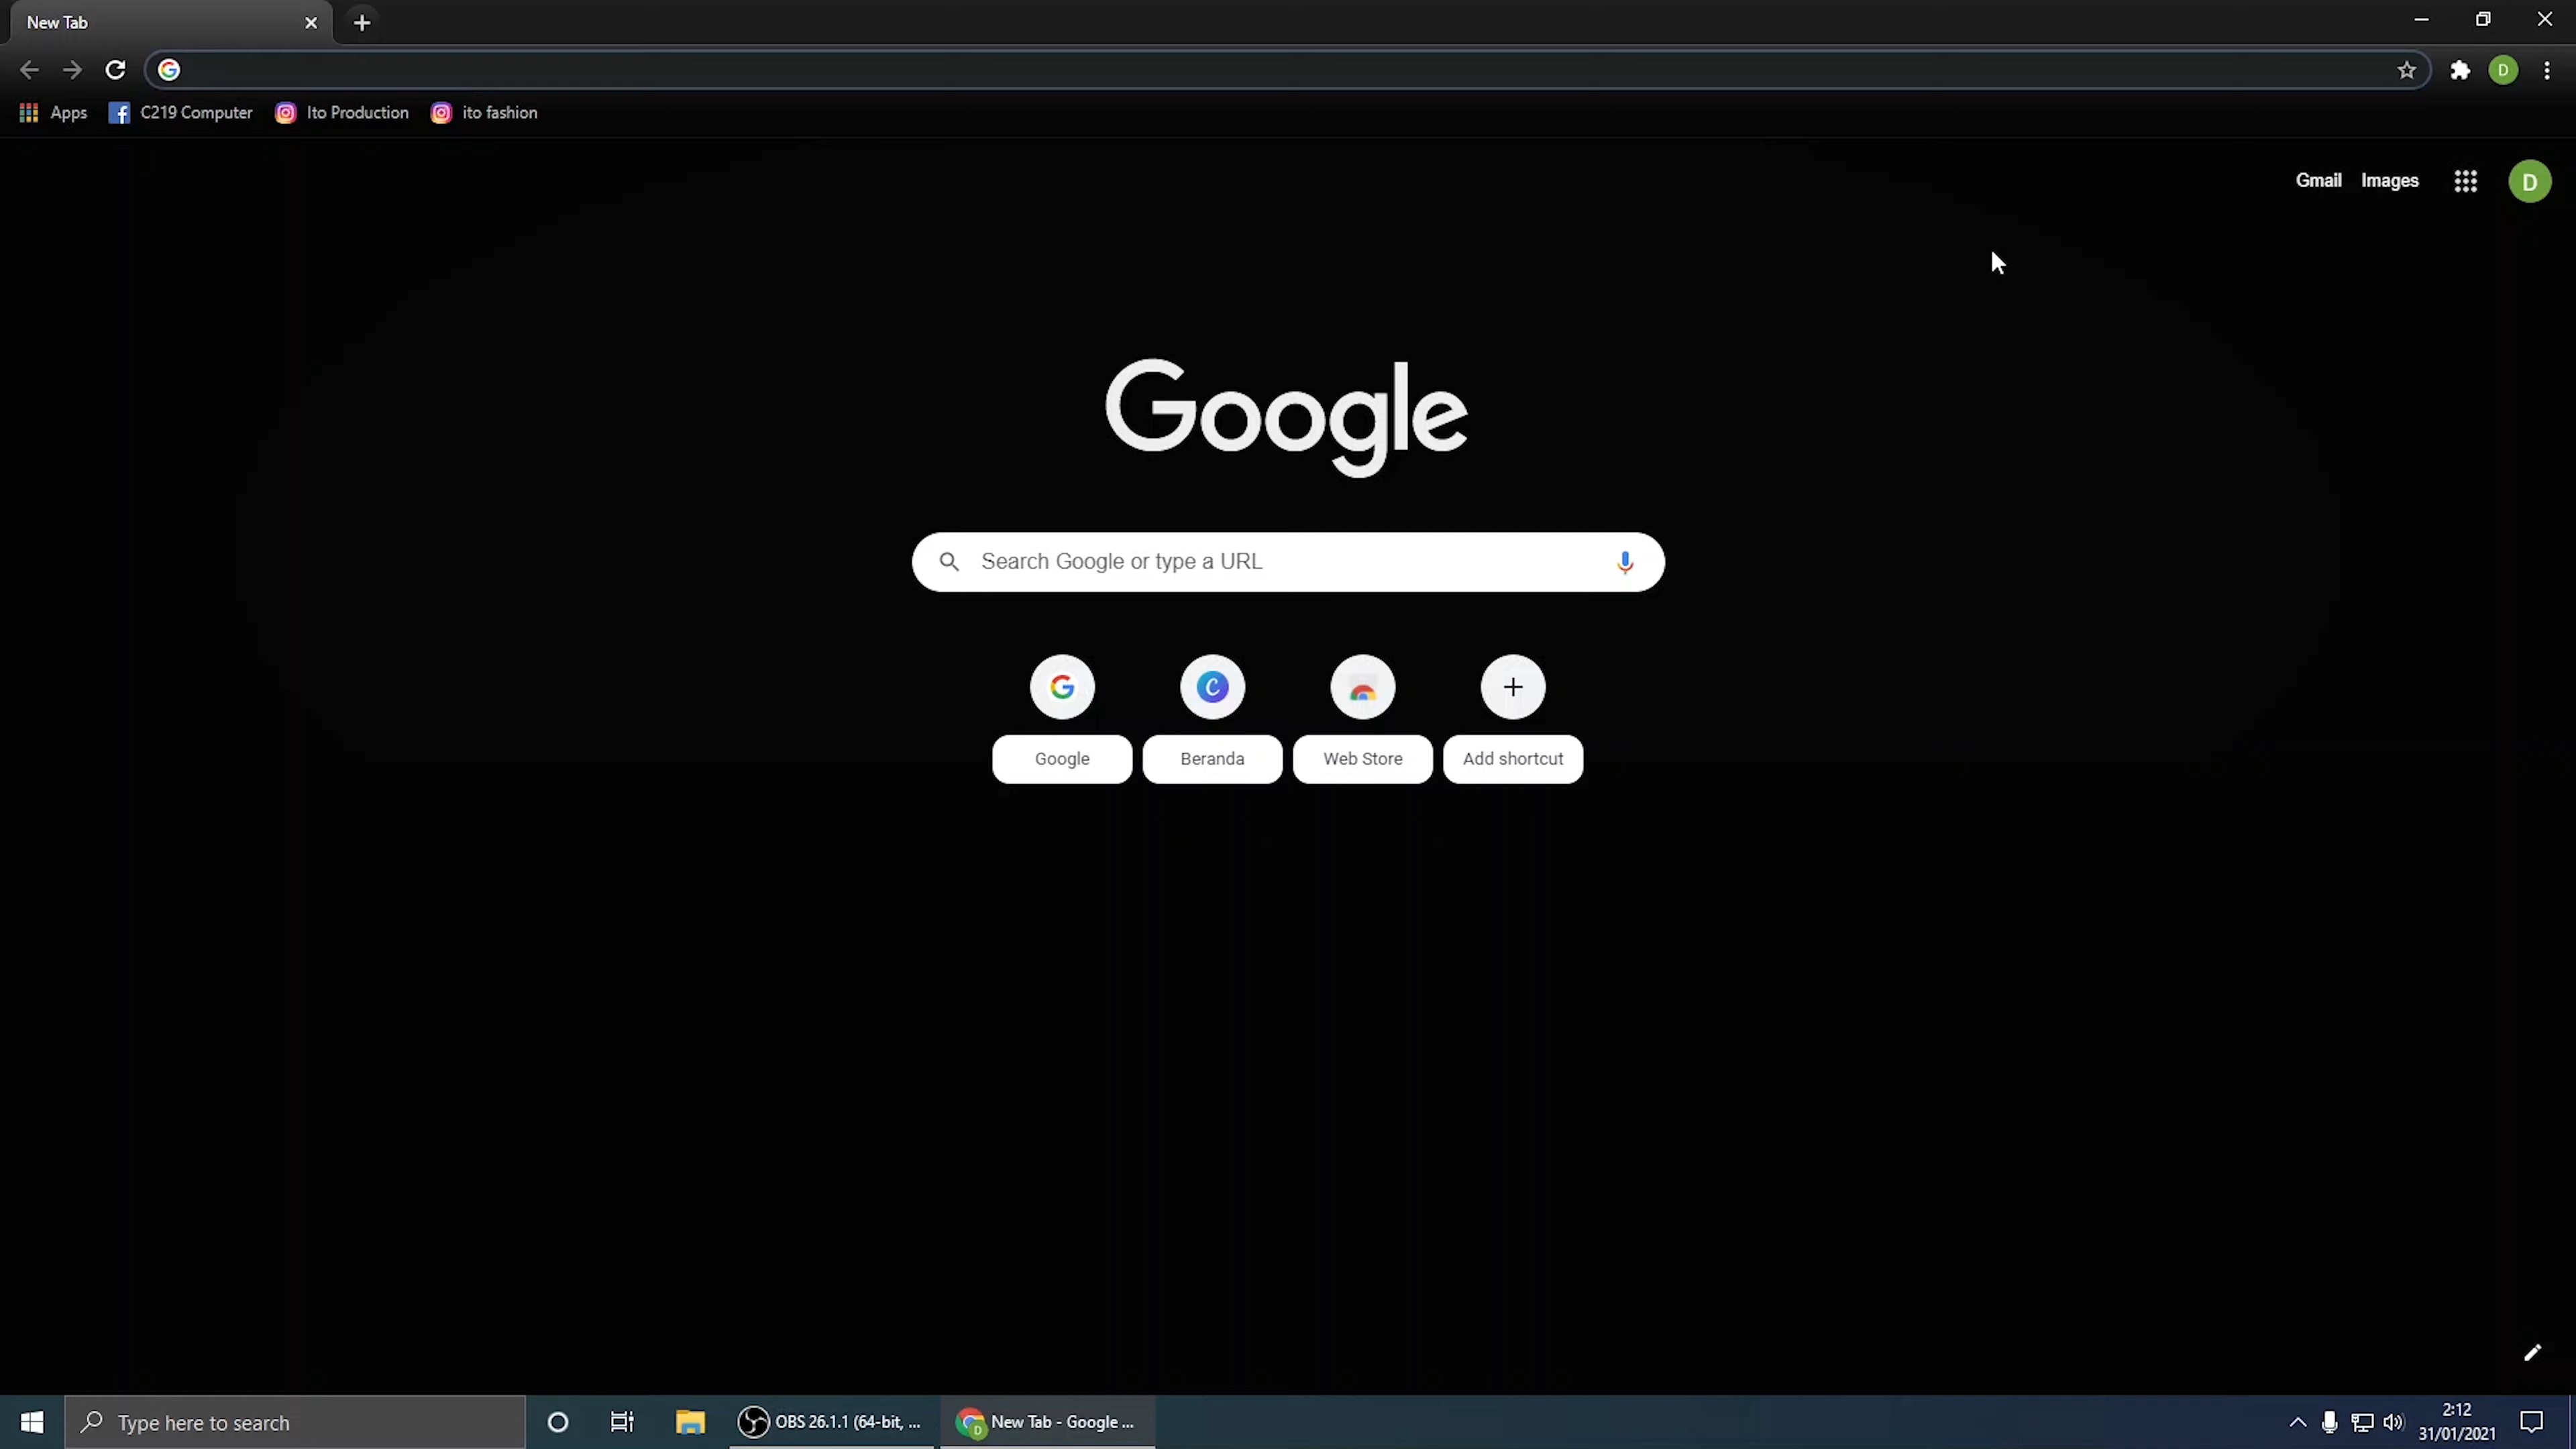 New Tab
Apps C219 Computer Ito Production ito fashion
D
Gmail Images D
Google
Search Google or type a URL
Google Beranda Web Store Add shortcut
Type here to search
OBS 26.1.1 (64-bit, ...
New Tab - Google ...
2:12
31/01/2021